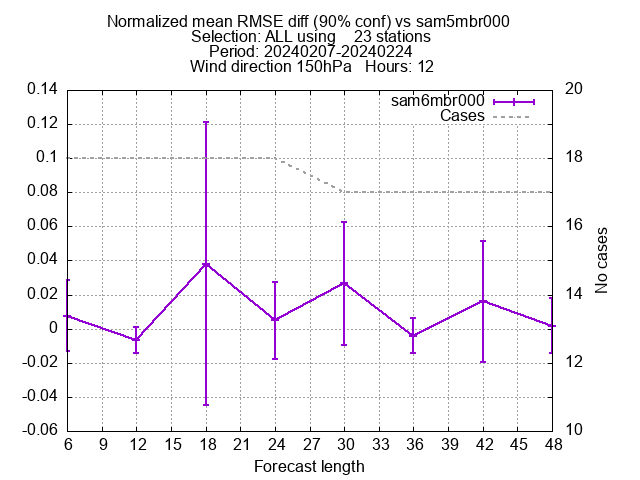 Normalized mean RMSE diff (90% conf) vs sam5mbr000
Selection: ALL using    23 stations
Period: 20240207-20240224
Wind direction 150hPa   Hours: 12
sam6mbr000
Cases
0.14
0.12
0.1
0.08
0.06
0.04
0.02
0
-0.02
-0.04
-0.06
20
18
16
14
12
10
No cases
6 9 12 15 18 21 24 27 30 33 36 39 42 45 48
Forecast length